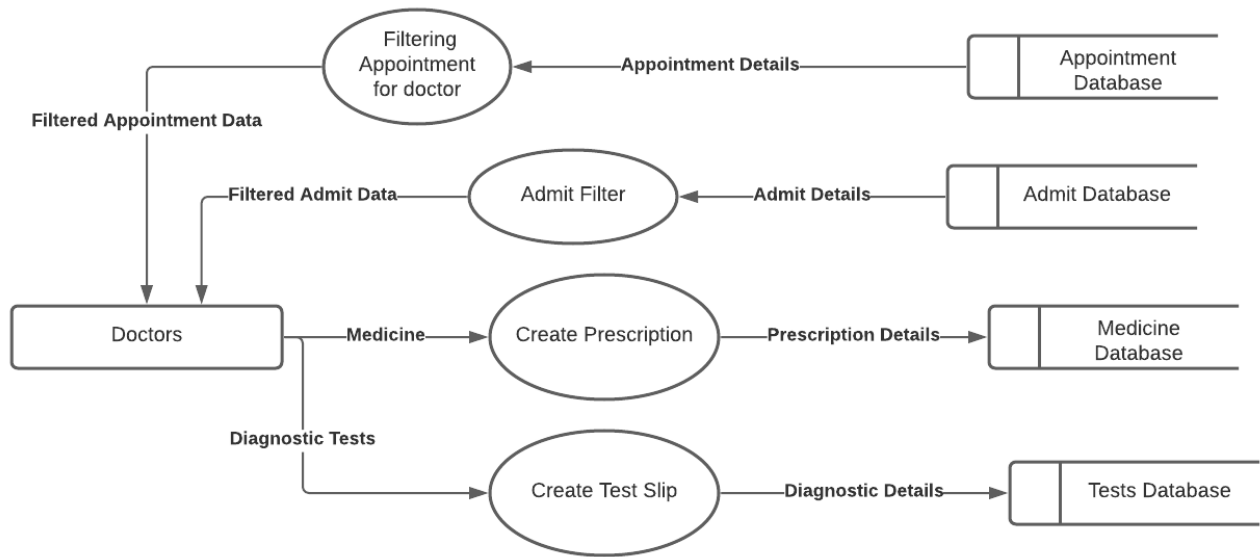 Filtering
Appointment
for doctor
Appointment Details
Appointment
Database
Filtered Appointment Data
Filtered Admit Data
Admit Filter
Admit Details
Admit Database
Doctors
Medicine
Create Prescription
Prescription Details
Medicine
Database
Diagnostic Tests
Create Test Slip
Diagnostic Details
Tests Database